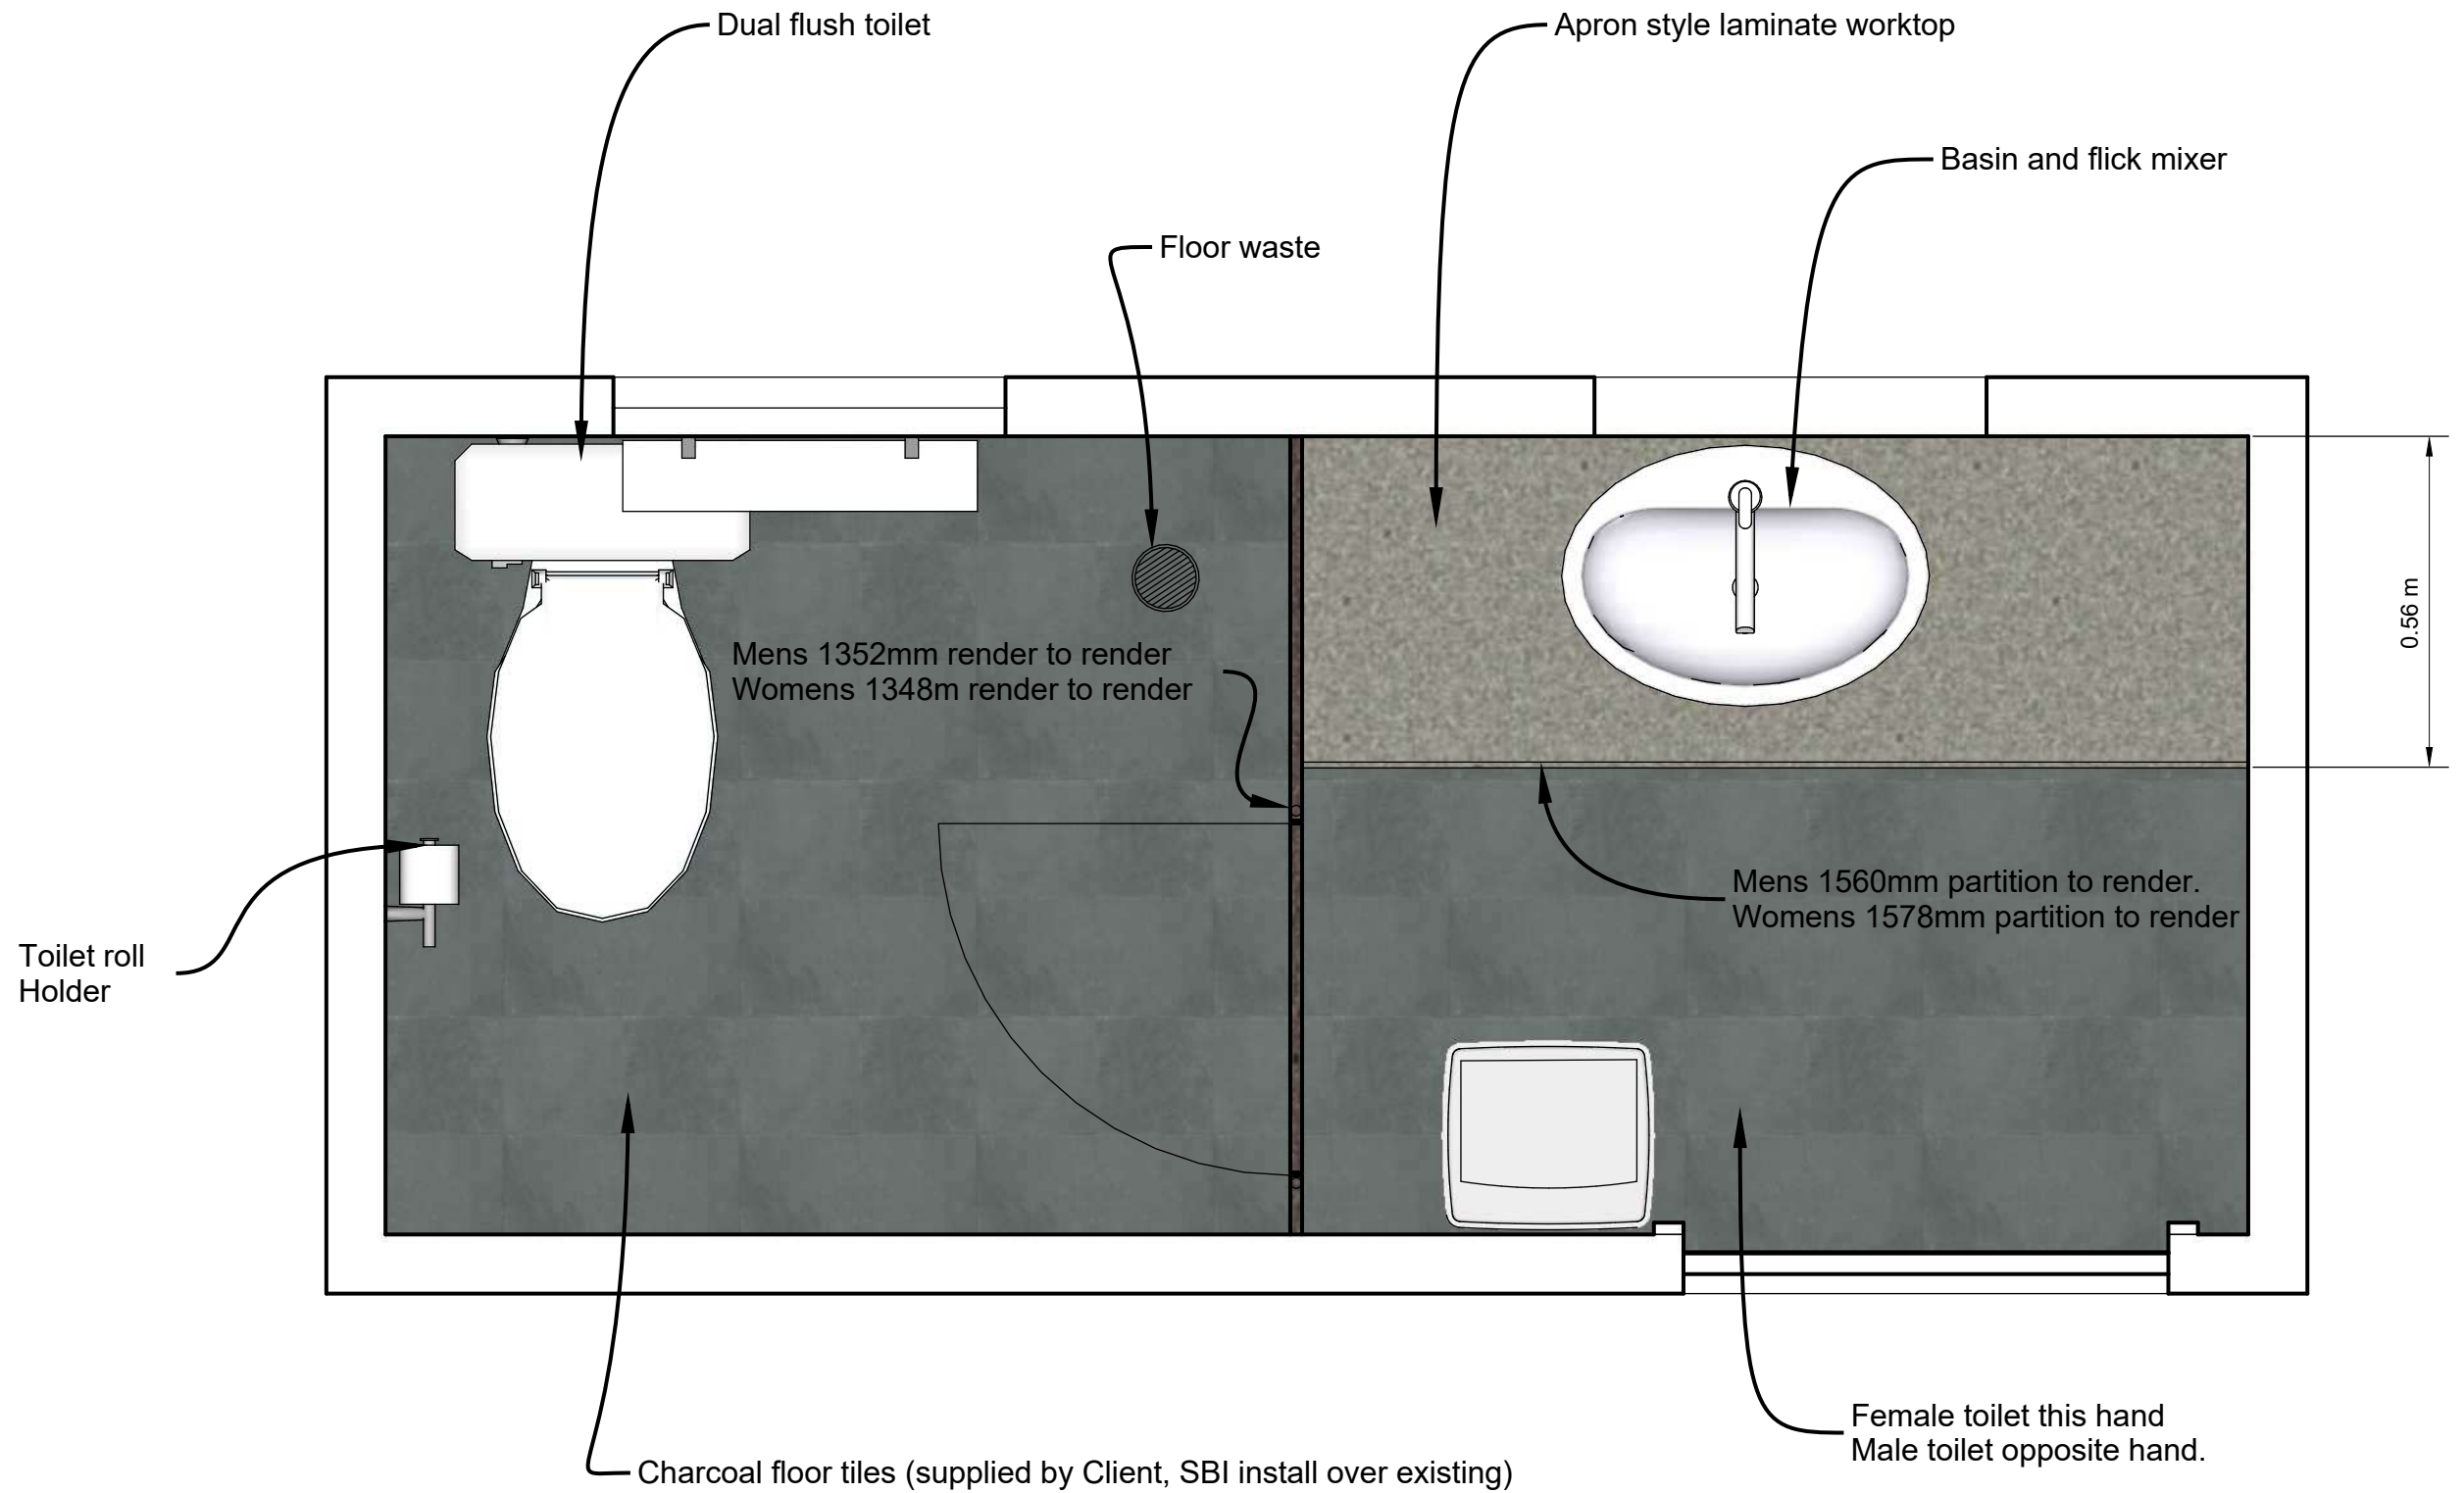 Dual flush toilet
Apron style laminate worktop
Basin and flick mixer
Floor waste
0.56 m
Mens 1352mm render to render
Womens 1348m render to render
Mens 1560mm partition to render.
Womens 1578mm partition to render
Toilet roll
Holder
Female toilet this hand
Male toilet opposite hand.
Charcoal floor tiles (supplied by Client, SBI install over existing)